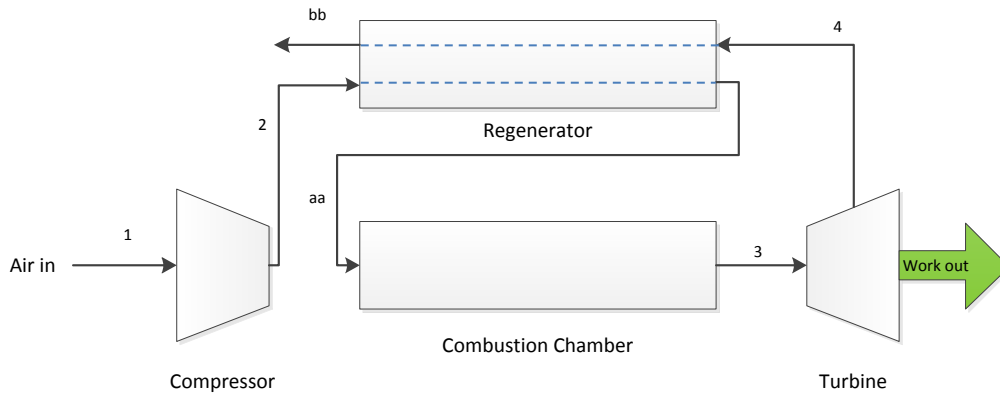 bb
4
2
Regenerator
aa
1
3
Air in
Work out
Combustion Chamber
Compressor
Turbine